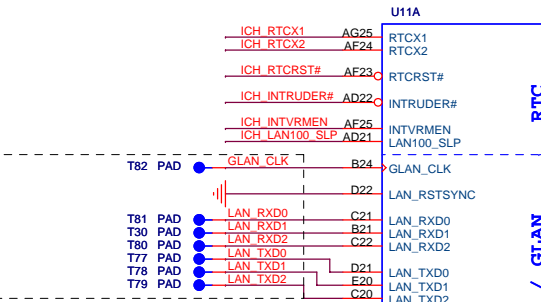 U11A
ICH_RTCX1 AG25 RTCX1
ICH_RTCX2 AF24 RTCX2
ICH_RTCRST# AF23 RTCRST#
ICH_INTRUDER# AD22 INTRUDER#
ICH_INTVRMEN AF25 INTVRMEN
ICH_LAN100_SLP AD21 LAN100_SLP
RTC
T82 PAD GLAN_CLK B24 GLAN_CLK
D22 LAN_RSTSYNC
T81 PAD LAN_RXD0 C21 LAN_RXD0
T30 PAD LAN_RXD1 B21 LAN_RXD1
T80 PAD LAN_RXD2 C22 LAN_RXD2
T77 PAD LAN_TXD0 D21 LAN_TXD0
T78 PAD LAN_TXD1 E20 LAN_TXD1
T79 PAD LAN_TXD2 C20 LAN_TXD2
/ GLAN